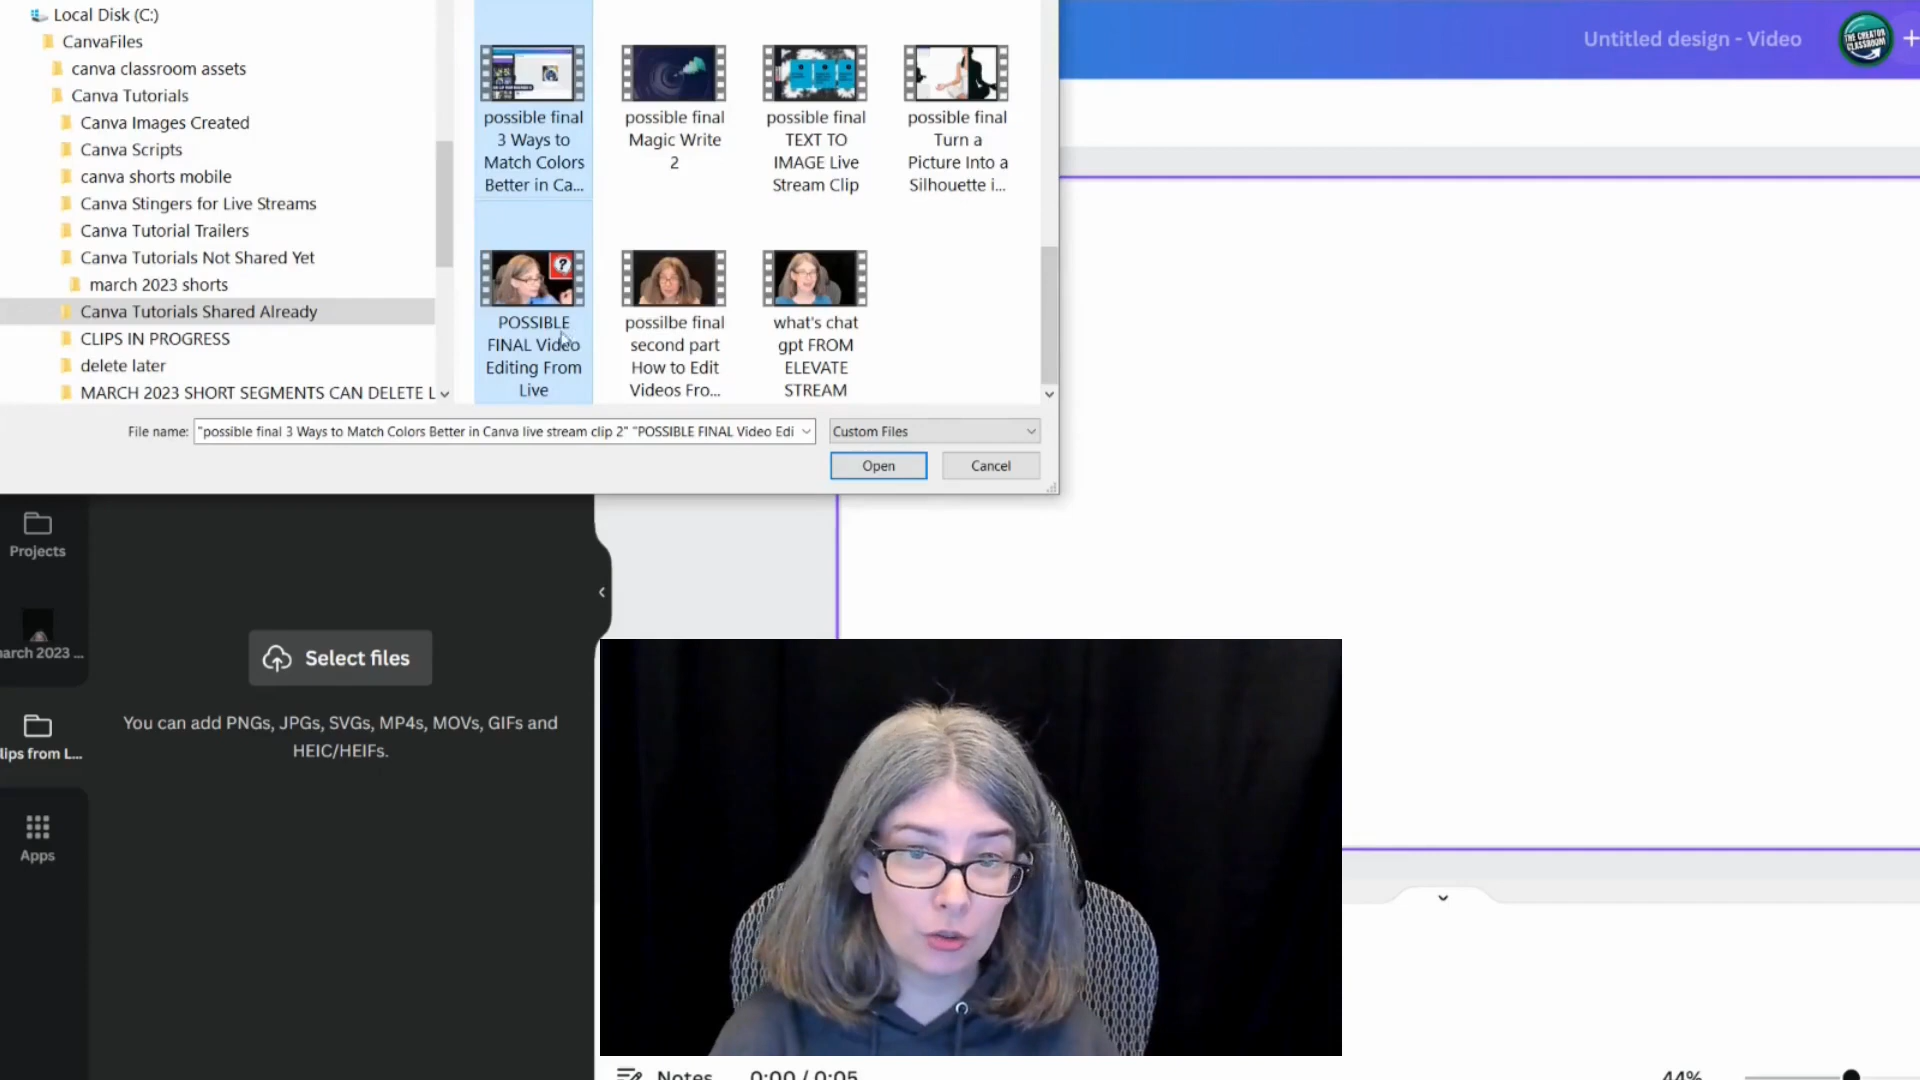 Local Disk (C:)
CanvaFiles
canva classroom assets
Canva Tutorials
Canva Images Created
Canva Scripts
canva shorts mobile
Canva Stingers for Live Streams
Canva Tutorial Trailers
Canva Tutorials Not Shared Yet
march 2023 shorts
Canva Tutorials Shared Already
CLIPS IN PROGRESS
delete later
MARCH 2023 SHORT SEGMENTS CAN DELETE L
possible final
3 Ways to
Match Colors
Better in Ca...
possible final
Magic Write
2
possible final
TEXT TO
IMAGE Live
Stream Clip
possible final
Turn a
Picture Into a
Silhouette i...
POSSIBLE
FINAL Video
Editing From
Live
possilbe final
second part
How to Edit
Videos Fro...
what's chat
gpt FROM
ELEVATE
STREAM
File name: "possible final 3 Ways to Match Colors Better in Canva live stream clip 2" "POSSIBLE FINAL Video Edi
Custom Files
Open
Cancel
Untitled design - Video
THE CREATOR
CLASSROOM
Projects
arch 2023 ...
lips from L...
Apps
Select files
You can add PNGs, JPGs, SVGs, MP4s, MOVs, GIFs and
HEIC/HEIFs.
Notes
0:00 / 0:05
44%